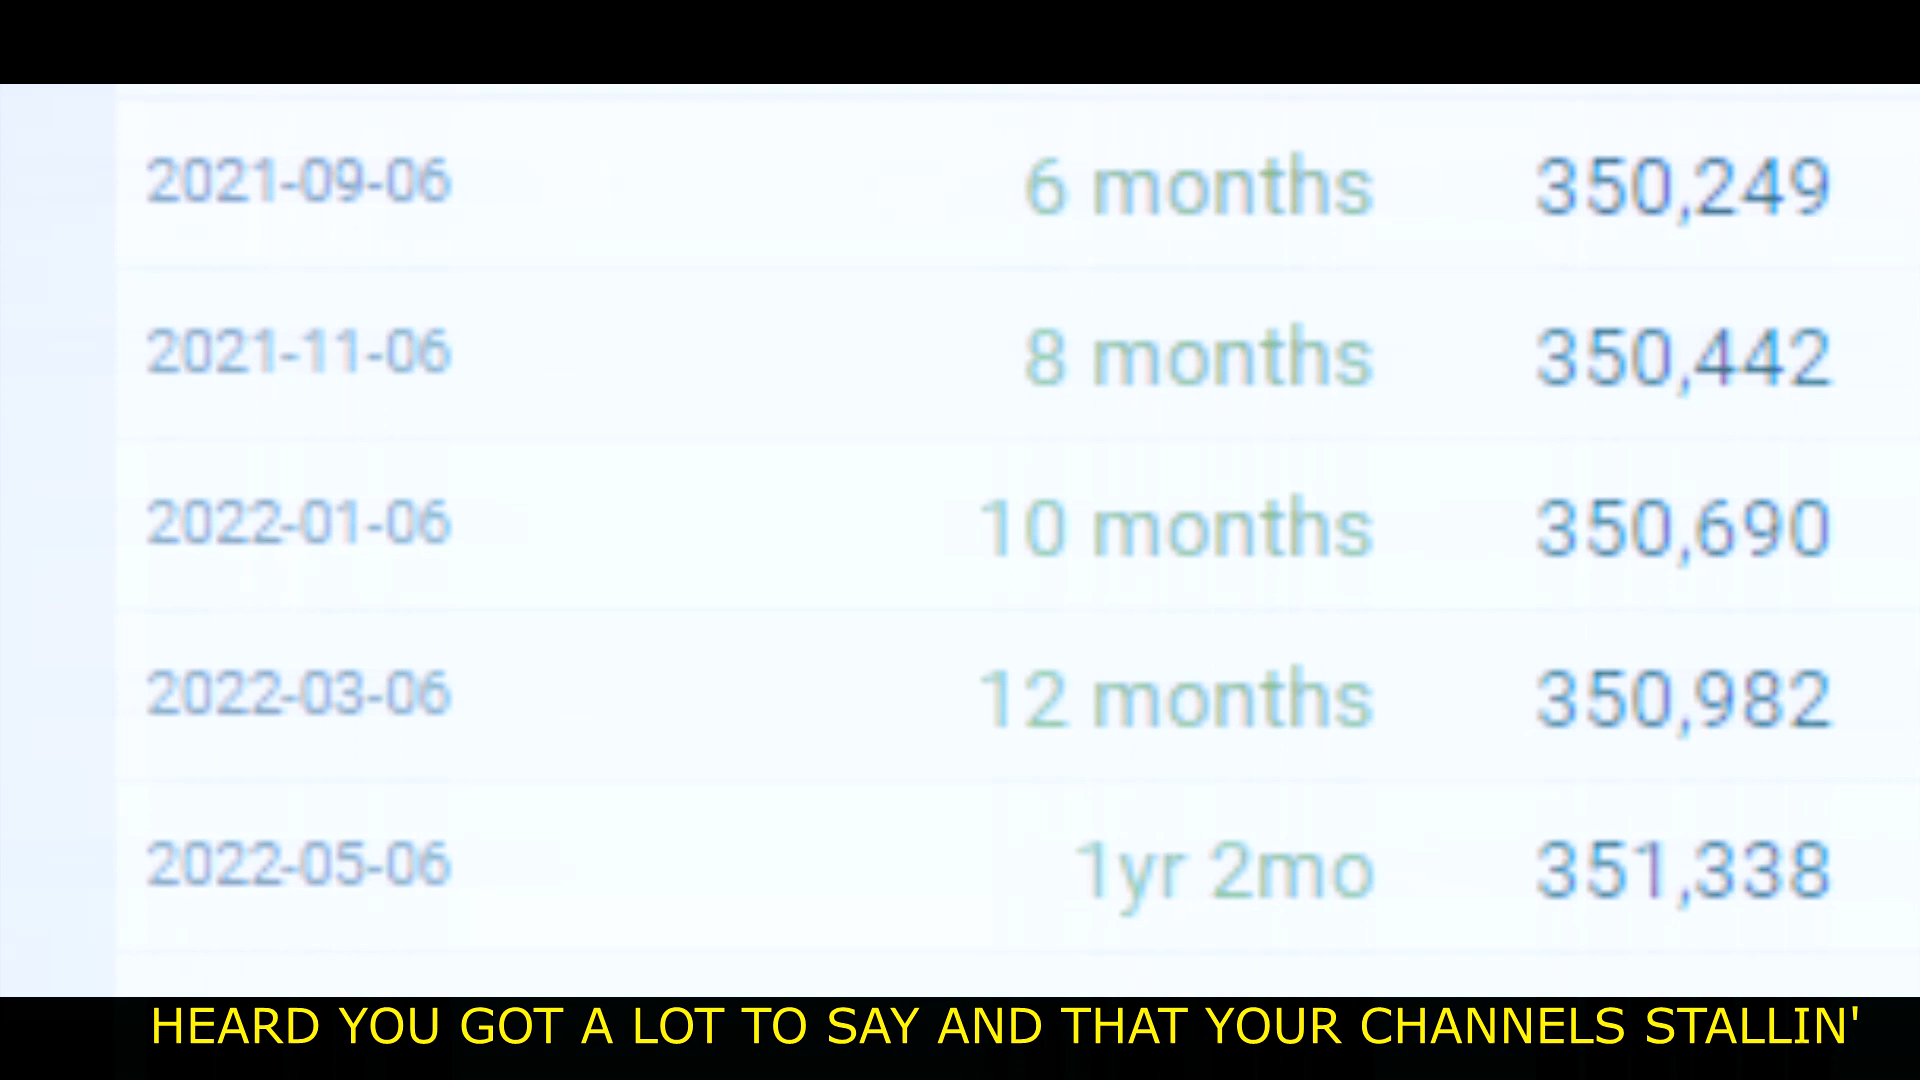 2021-09-06 6 months 350,249
2021-11-06 8 months 350,442
2022-01-06 10 months 350,690
2022-03-06 12 months 350,982
2022-05-06 1yr 2mo 351,338
HEARD YOU GOT A LOT TO SAY AND THAT YOUR CHANNELS STALLIN'